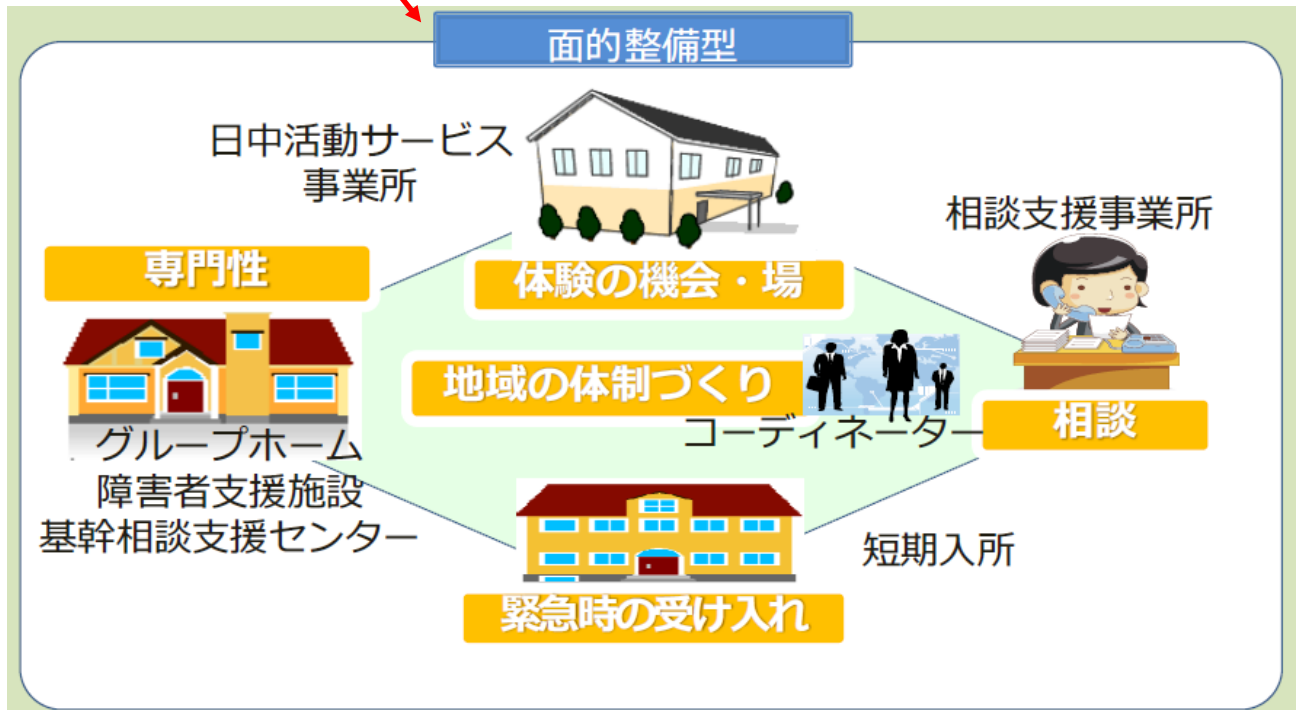 面的整備型
日中活動サービス
事業所
相談支援事業所
専門性
体験の機会・場
地域の体制づくり
コーディネーター
相談
グループホーム
障害者支援施設
基幹相談支援センター
短期入所
緊急時の受け入れ